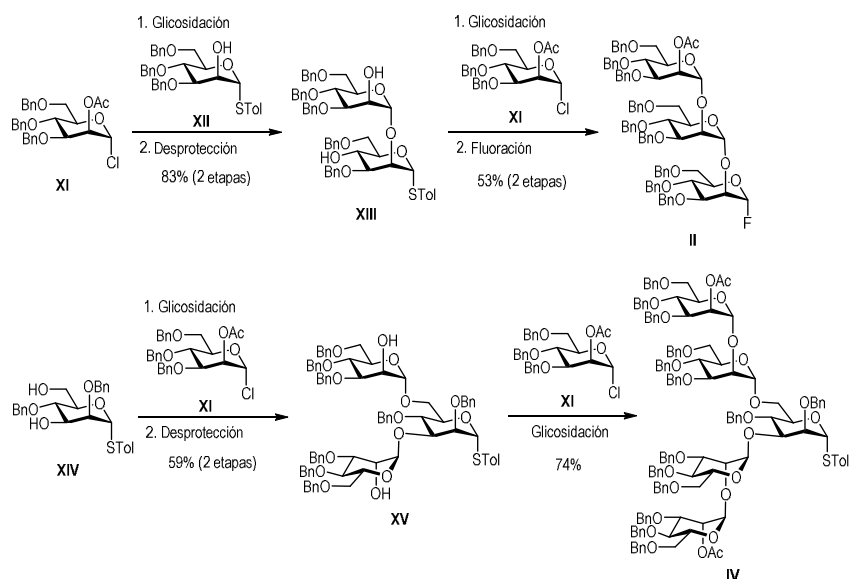 BnO
OAc
BnO
O
BnO
Cl
XI
1. Glicosidación
BnO
OH
BnO
O
BnO
XII
STol
2. Desprotección
83% (2 etapas)
BnO
OH
BnO
O
BnO
O
BnO
HO
O
BnO
STol
XIII
1. Glicosidación
BnO
OAc
BnO
O
BnO
XI
Cl
2. Fluoración
53% (2 etapas)
BnO
OAc
BnO
O
BnO
O
BnO
BnO
O
BnO
O
BnO
BnO
O
BnO
F
II
HO
OBn
BnO
O
HO
STol
XIV
1. Glicosidación
BnO
OAc
BnO
O
BnO
XI
Cl
2. Desprotección
59% (2 etapas)
BnO
OH
BnO
O
BnO
O
OBn
BnO
O
O
STol
BnO
BnO
O
BnO
OH
XV
BnO
OAc
BnO
O
BnO
XI
Cl
Glicosidación
74%
BnO
OAc
BnO
O
BnO
O
BnO
BnO
O
BnO
O
OBn
BnO
O
O
STol
BnO
BnO
O
BnO
O
BnO
BnO
O
BnO
OAc
IV